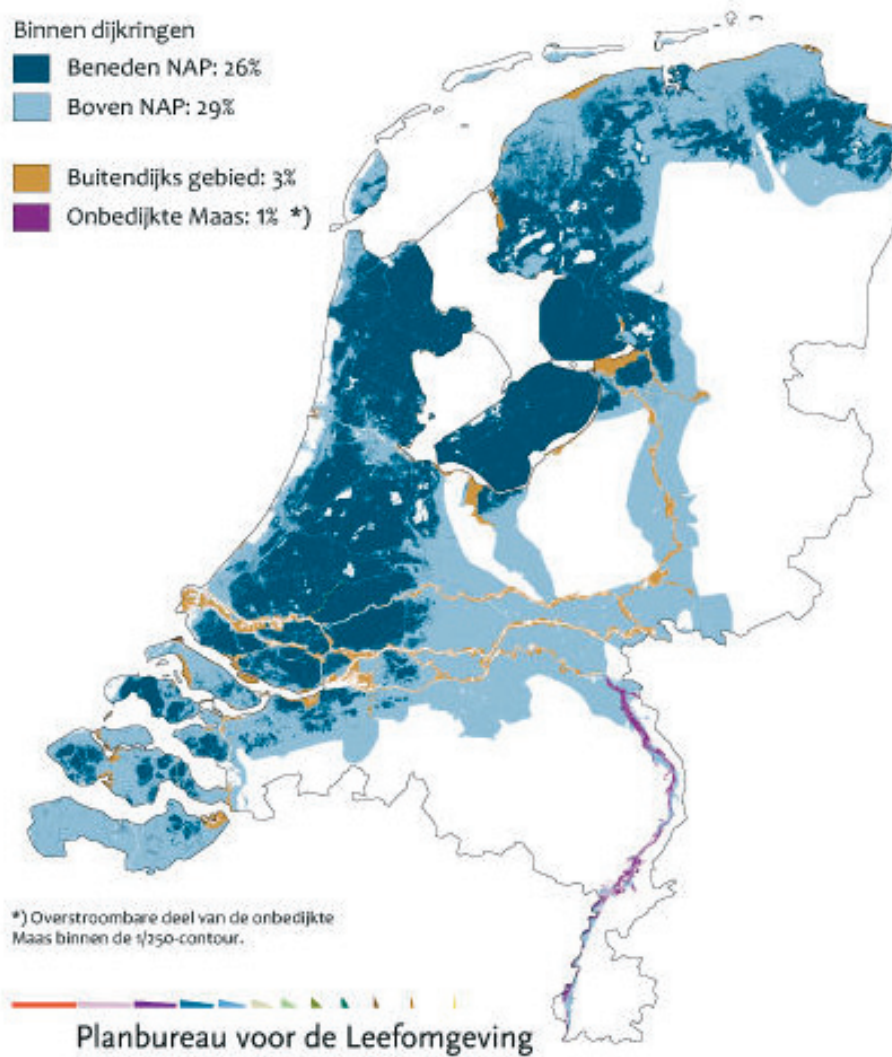 Binnen dijkringen
Beneden NAP: 26%
Boven NAP: 29%
Buitendijks gebied: 3%
Onbedijkte Maas: 1% *)
*) Overstroombare deel van de onbedijkte
Maas binnen de 1/250-contour.
Planbureau voor de Leefomgeving